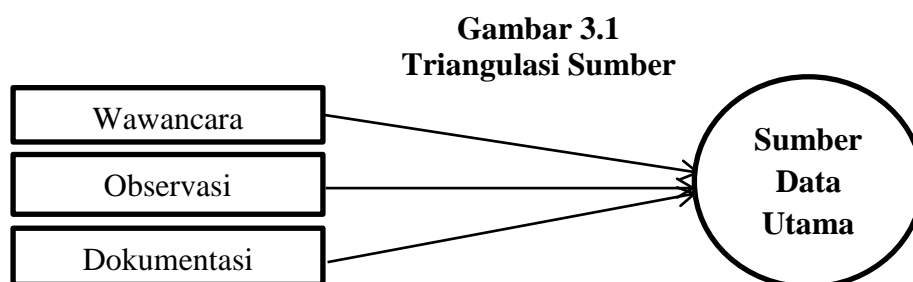 Gambar 3.1
Triangulasi Sumber
Wawancara
Observasi
Dokumentasi
Sumber
Data
Utama